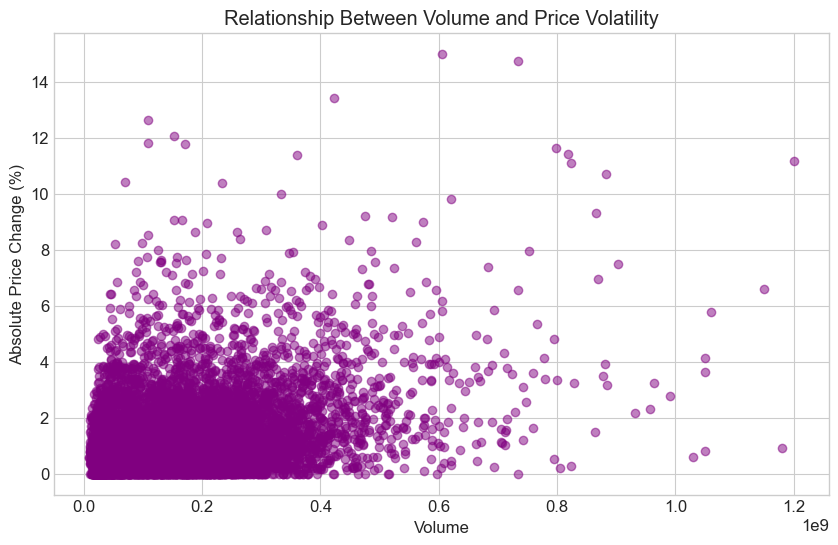 Relationship Between Volume and Price Volatility
Absolute Price Change (%)
14
12
10
8
6
4
2
0
0.0 0.2 0.4 0.6 0.8 1.0 1.2
1e9
Volume